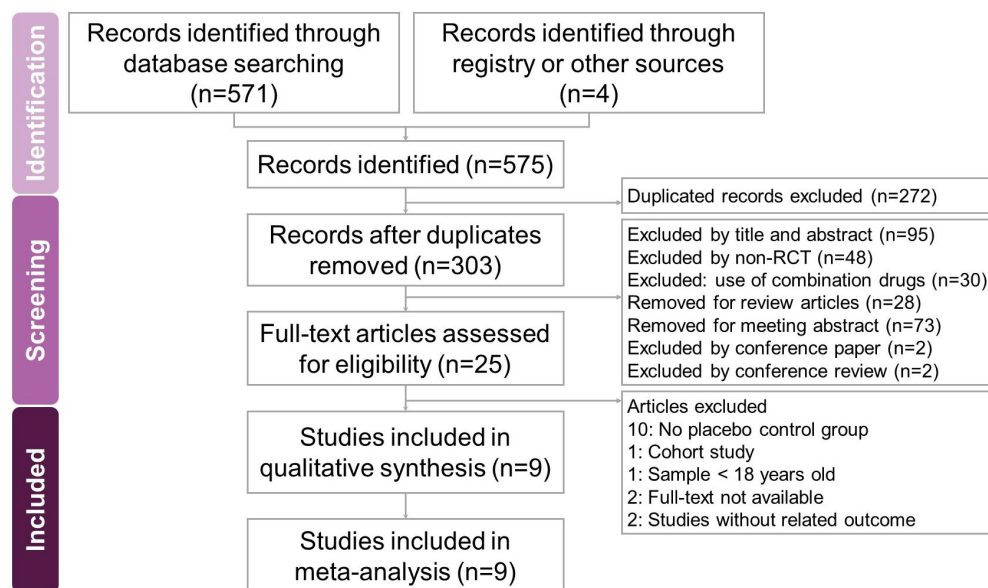 Identification
Records identified through
database searching
(n=571)
Records identified through
registry or other sources
(n=4)
Records identified (n=575)
Duplicated records excluded (n=272)
Screening
Records after duplicates
removed (n=303)
Excluded by title and abstract (n=95)
Excluded by non-RCT (n=48)
Excluded: use of combination drugs (n=30)
Removed for review articles (n=28)
Removed for meeting abstract (n=73)
Excluded by conference paper (n=2)
Excluded by conference review (n=2)
Full-text articles assessed
for eligibility (n=25)
Articles excluded
10: No placebo control group
1: Cohort study
1: Sample < 18 years old
2: Full-text not available
2: Studies without related outcome
Included
Studies included in
qualitative synthesis (n=9)
Studies included in
meta-analysis (n=9)